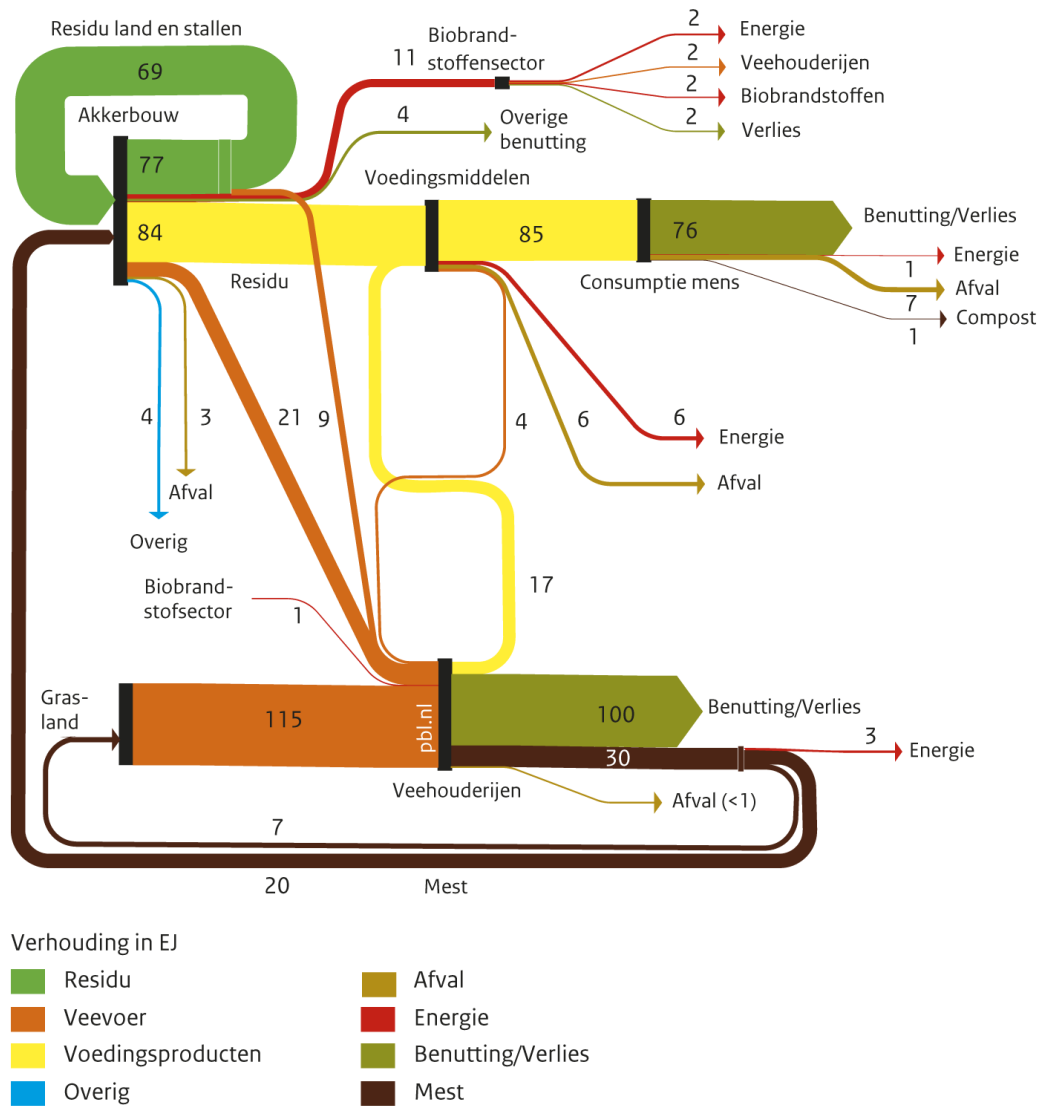 Residu land en stallen
69
Akkerbouw
77
11
Biobrand-
stoffensector
2
Energie
2
Veehouderijen
2
Biobrandstoffen
2
Verlies
4
Overige
benutting
Voedingsmiddelen
84
85
76
Benutting/Verlies
Residu
Consumptie mens
1
Energie
Afval
7
Compost
1
4
3
21
9
4
6
6
Energie
Afval
Afval
Overig
Biobrand-
stofsector
1
17
Gras-
land
115
pbl.nl
100
Benutting/Verlies
30
3
Energie
Veehouderijen
Afval (<1)
7
20
Mest
Verhouding in EJ
Residu
Veevoer
Voedingsproducten
Overig
Afval
Energie
Benutting/Verlies
Mest